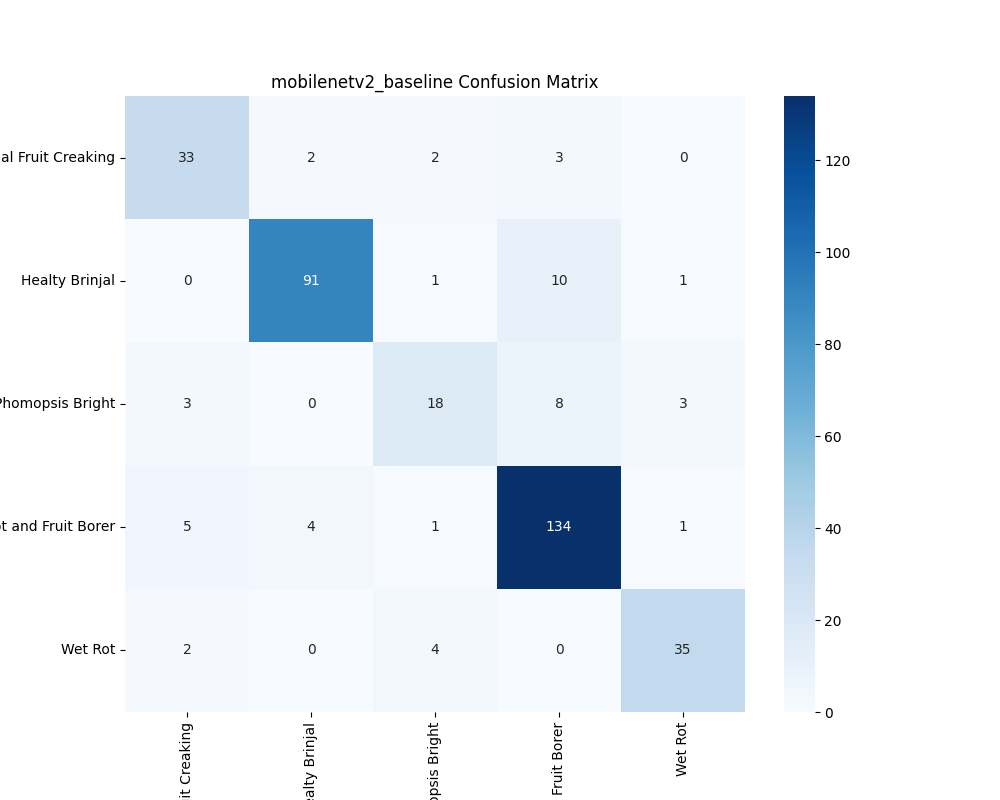 mobilenetv2_baseline Confusion Matrix
al Fruit Creaking 33 2 2 3 0
Healty Brinjal 0 91 1 10 1
Phomopsis Bright 3 0 18 8 3
ot and Fruit Borer 5 4 1 134 1
Wet Rot 2 0 4 0 35
120
100
80
60
40
20
0
it Creaking
ealty Brinjal
opsis Bright
Fruit Borer
Wet Rot